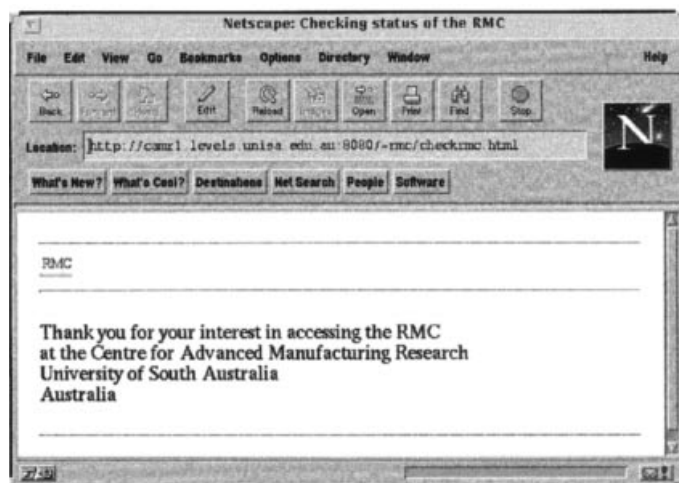 Netscape: Checking status of the RMC
File Edit View Go Bookmarks Options Directory Window Help
Back Forward Home Edit Reload Images Open Print Find Stop
N
Location: http://camr1.levels.unisa.edu.au:8080/~rmc/checkrmc.html
What's New? What's Cool? Destinations Net Search People Software
RMC
Thank you for your interest in accessing the RMC
at the Centre for Advanced Manufacturing Research
University of South Australia
Australia